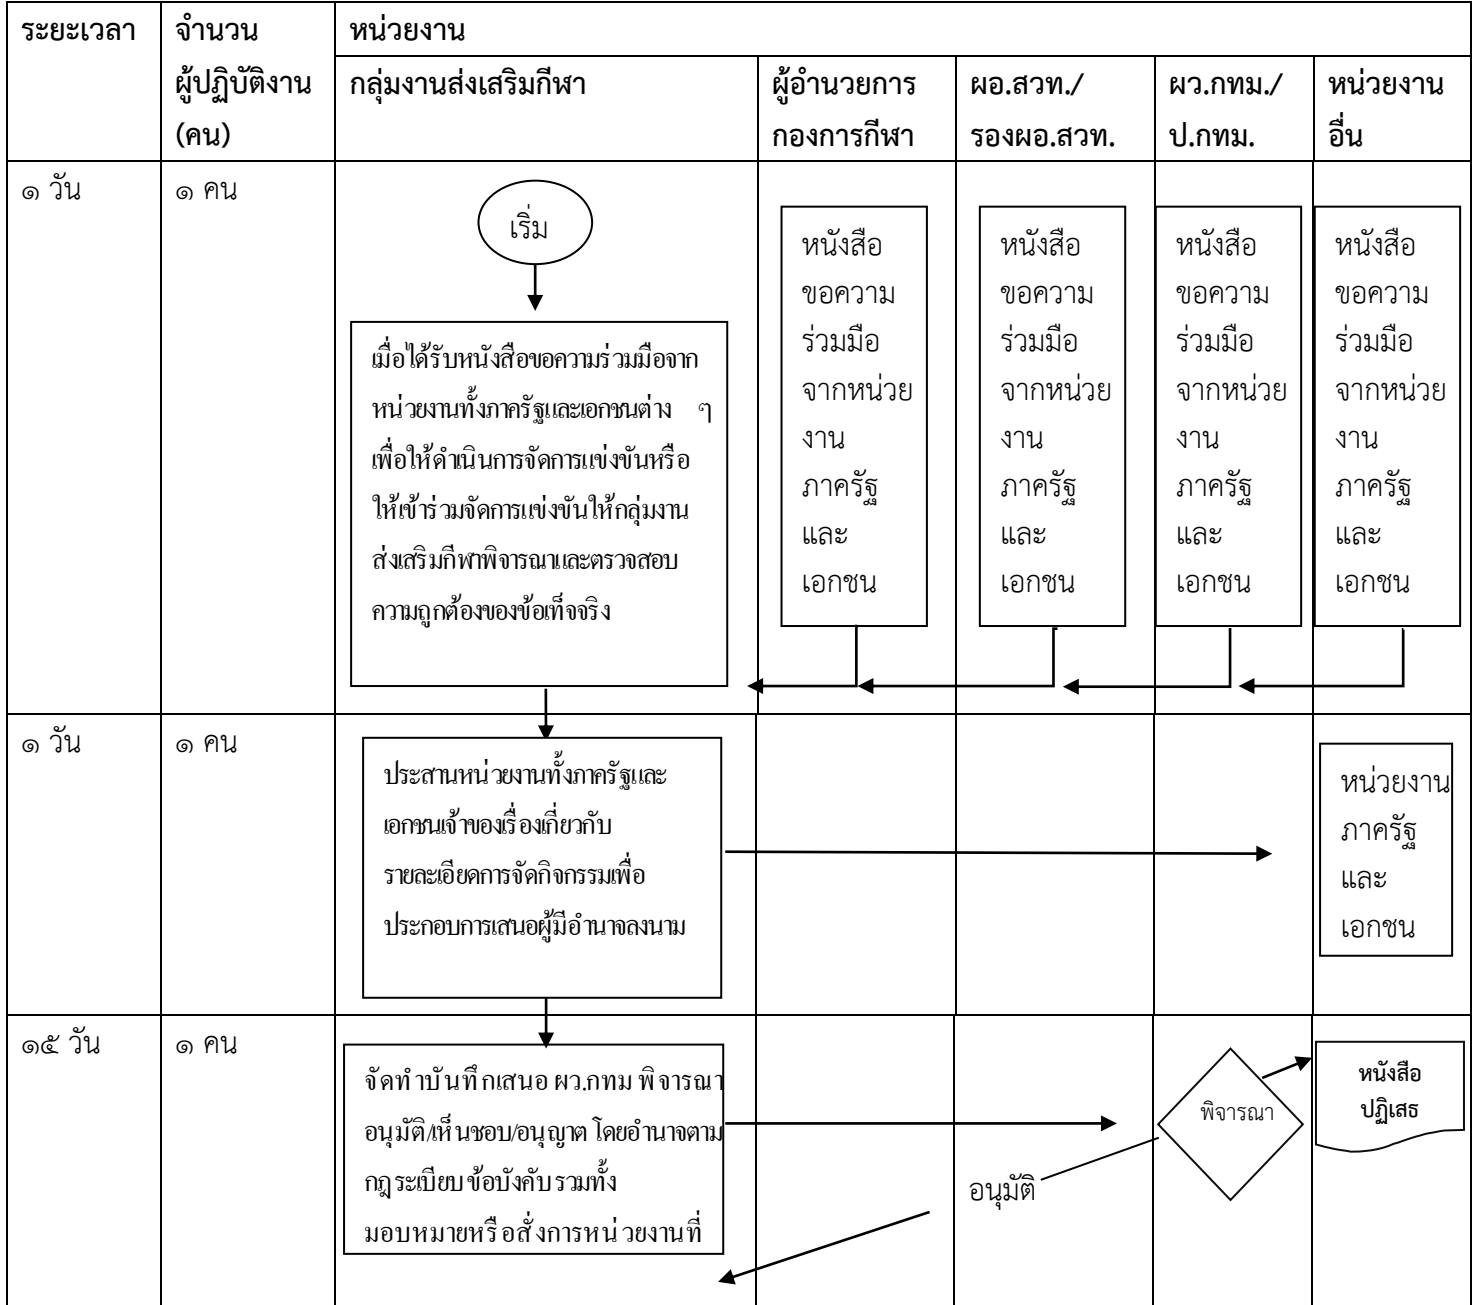 ระยะเวลา
จำนวน
ผู้ปฏิบัติงาน
(คน)
หน่วยงาน
กลุ่มงานส่งเสริมกีฬา
ผู้อำนวยการ
กองการกีฬา
ผอ.สวท./
รองผอ.สวท.
ผว.กทม./
ป.กทม.
หน่วยงาน
อื่น
๑ วัน
๑ คน
เริ่ม
เมื่อได้รับหนังสือขอความร่วมมือจาก
หน่วยงานทั้งภาครัฐและเอกชนต่าง ๆ
เพื่อให้ดำเนินการจัดการแข่งขันหรือ
ให้เข้าร่วมจัดการแข่งขันให้กลุ่มงาน
ส่งเสริมกีฬาพิจารณาและตรวจสอบ
ความถูกต้องของข้อเท็จจริง
หนังสือ
ขอความ
ร่วมมือ
จากหน่วย
งาน
ภาครัฐ
และ
เอกชน
หนังสือ
ขอความ
ร่วมมือ
จากหน่วย
งาน
ภาครัฐ
และ
เอกชน
หนังสือ
ขอความ
ร่วมมือ
จากหน่วย
งาน
ภาครัฐ
และ
เอกชน
หนังสือ
ขอความ
ร่วมมือ
จากหน่วย
งาน
ภาครัฐ
และ
เอกชน
๑ วัน
๑ คน
ประสานหน่วยงานทั้งภาครัฐและ
เอกชนเจ้าของเรื่องเกี่ยวกับ
รายละเอียดการจัดกิจกรรมเพื่อ
ประกอบการเสนอผู้มีอำนาจลงนาม
หน่วยงาน
ภาครัฐ
และ
เอกชน
๑๕ วัน
๑ คน
จัดทำบันทึกเสนอ ผว.กทม พิจารณา
อนุมัติ/เห็นชอบ/อนุญาต โดยอำนาจตาม
กฎ ระเบียบ ข้อบังคับ รวมทั้ง
มอบหมายหรือสั่งการหน่วยงานที่
อนุมัติ
พิจารณา
หนังสือ
ปฏิเสธ